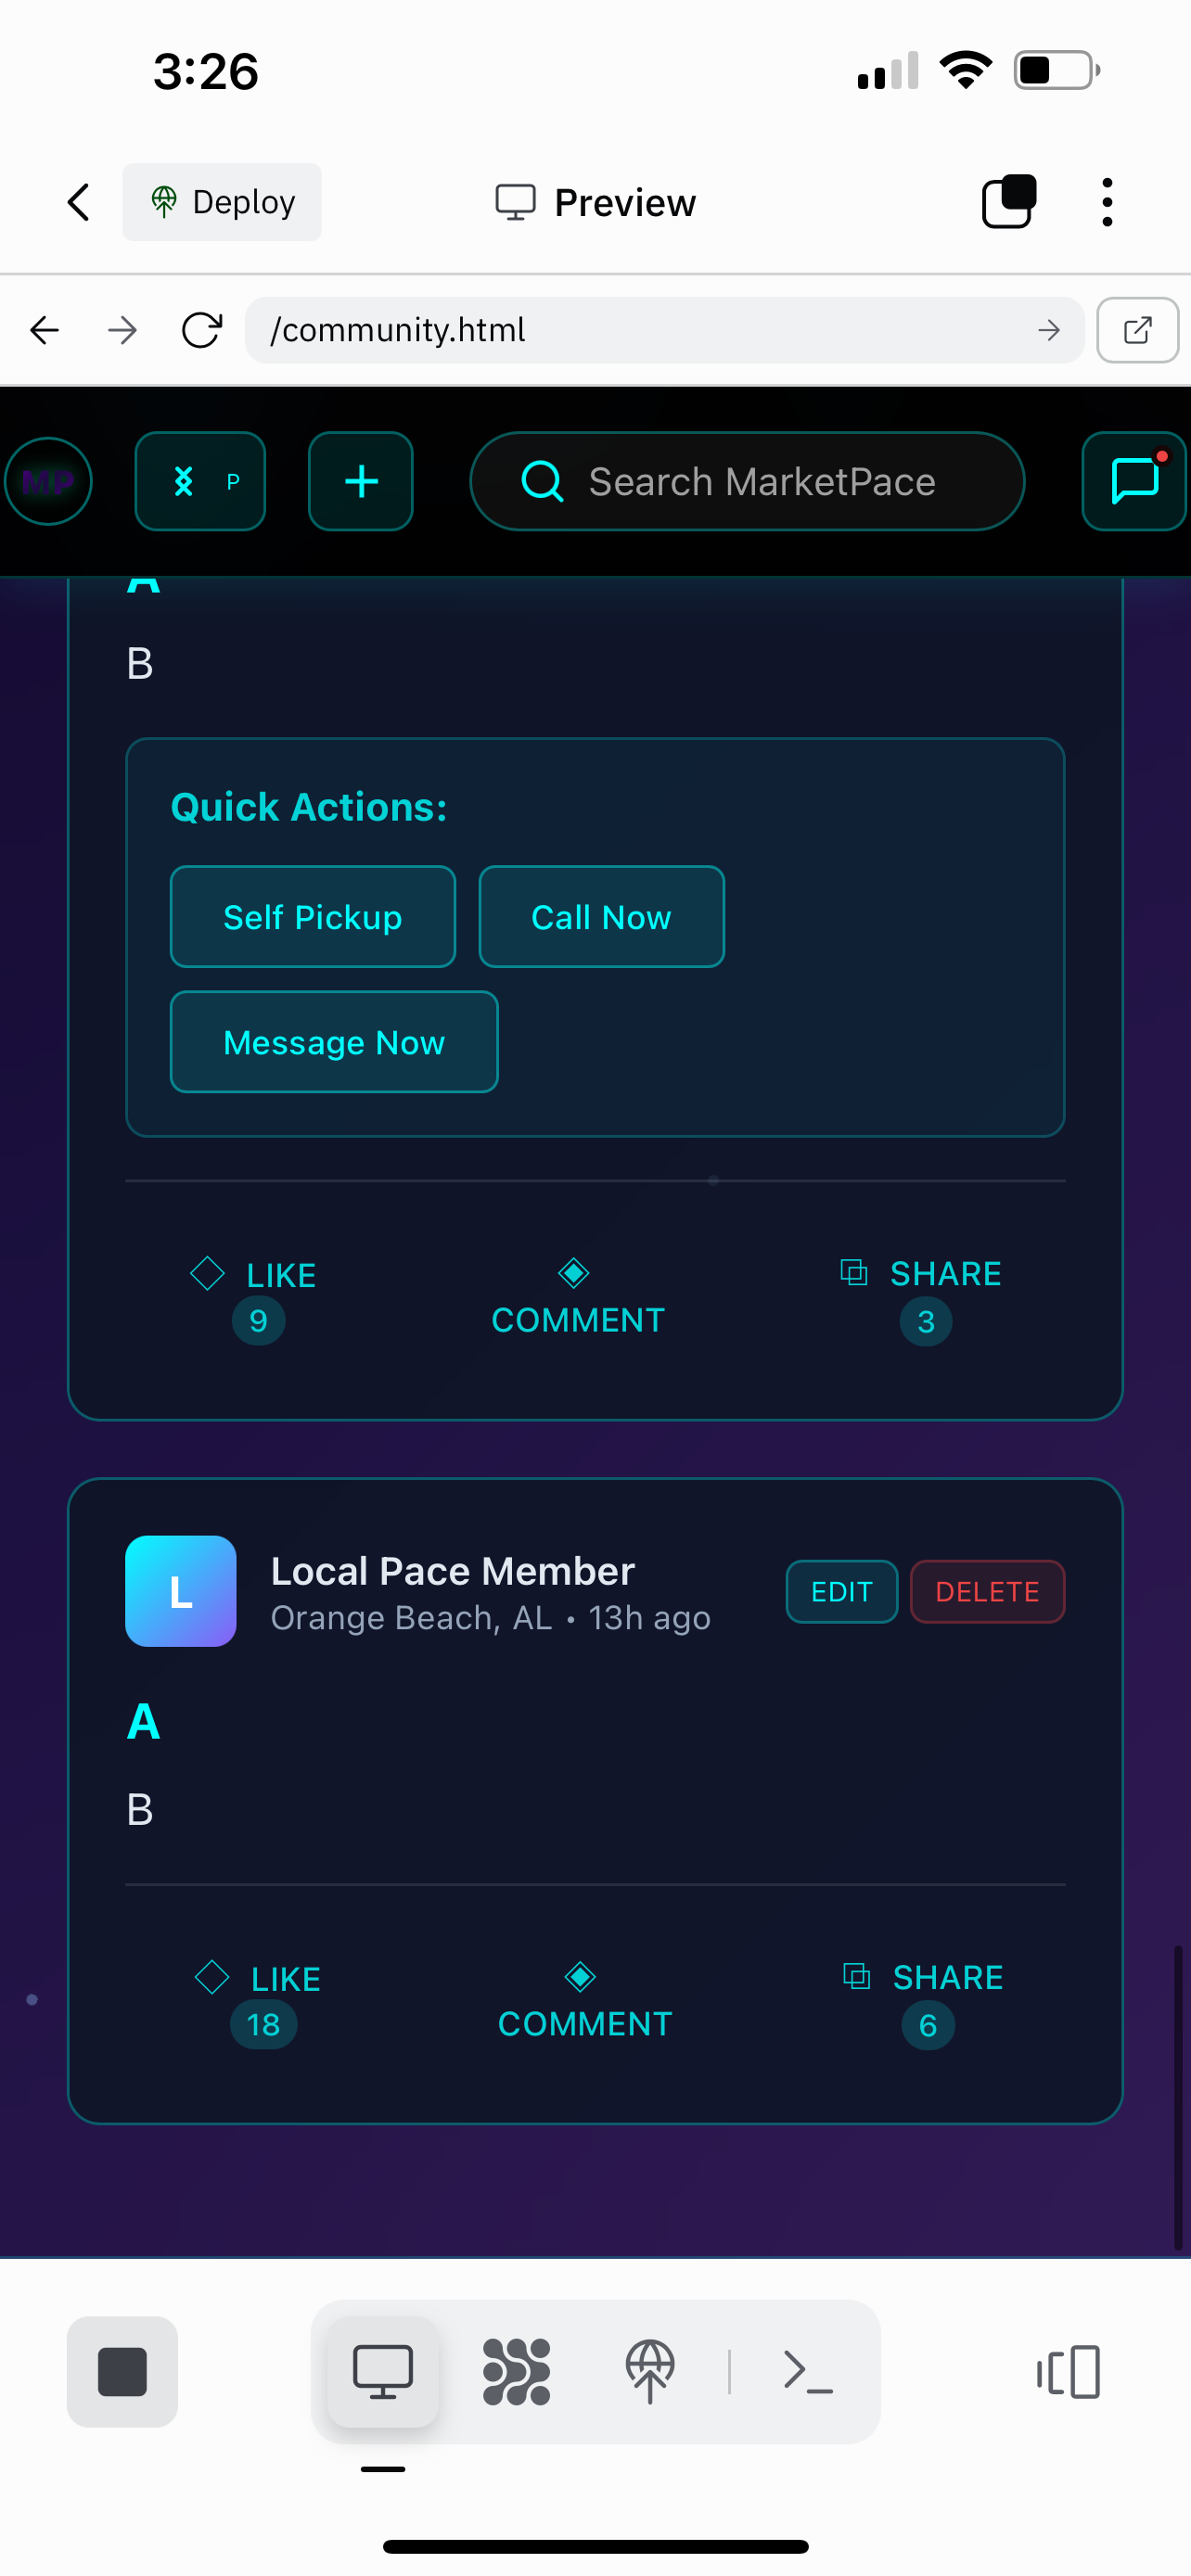 3:26
Deploy
Preview
/community.html
MP
P
Search MarketPace
A
B
Quick Actions:
Self Pickup
Call Now
Message Now
LIKE
9
COMMENT
SHARE
3
L
Local Pace Member
Orange Beach, AL • 13h ago
EDIT
DELETE
A
B
LIKE
18
COMMENT
SHARE
6